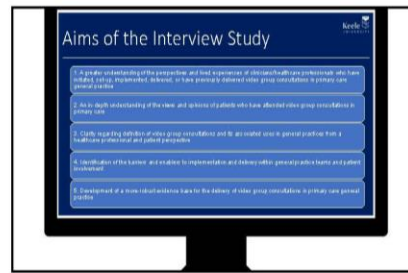 Keele
UNIVERSITY
Aims of the Interview Study
1. A greater understanding of the perspectives and lived experiences of clinicians/healthcare professionals who have
initiated, set-up, implemented, delivered, or have previously delivered video group consultations in primary care
general practice
2. An in depth understanding of the views and opinions of patients who have attended video group consultations in
primary care
3. Clarity regarding definition of video group consultations and associated uses in general practices from a
healthcare professional and patient perspective
4. Identification of the barriers and enablers to implementation and delivery within general practice teams and patient
involvement
5. Development of a more robust evidence base for the delivery of video group consultations in primary care general
practice